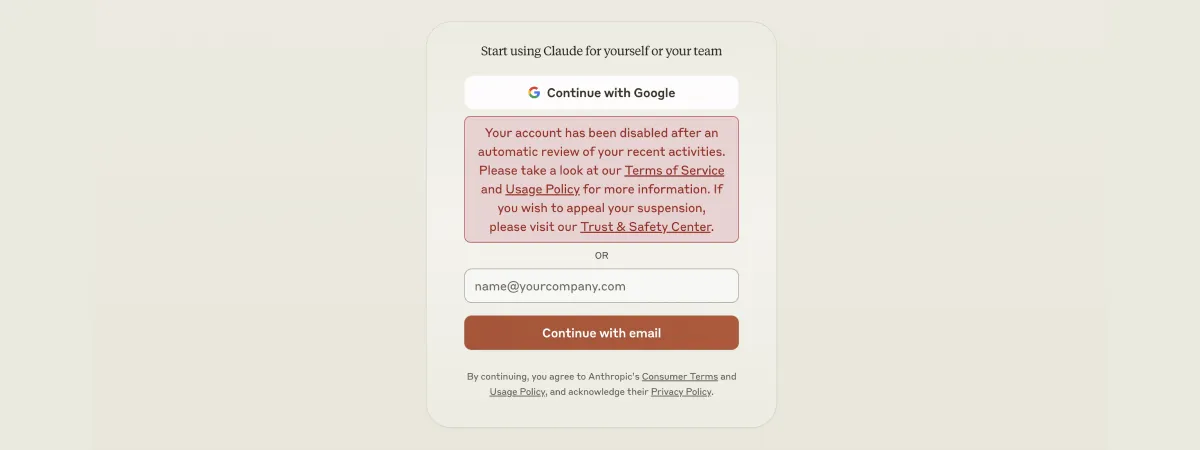 Start using Claude for yourself or your team
Continue with Google
Your account has been disabled after an
automatic review of your recent activities.
Please take a look at our Terms of Service
and Usage Policy for more information. If
you wish to appeal your suspension,
please visit our Trust & Safety Center.
OR
name@yourcompany.com
Continue with email
By continuing, you agree to Anthropic's Consumer Terms and
Usage Policy, and acknowledge their Privacy Policy.